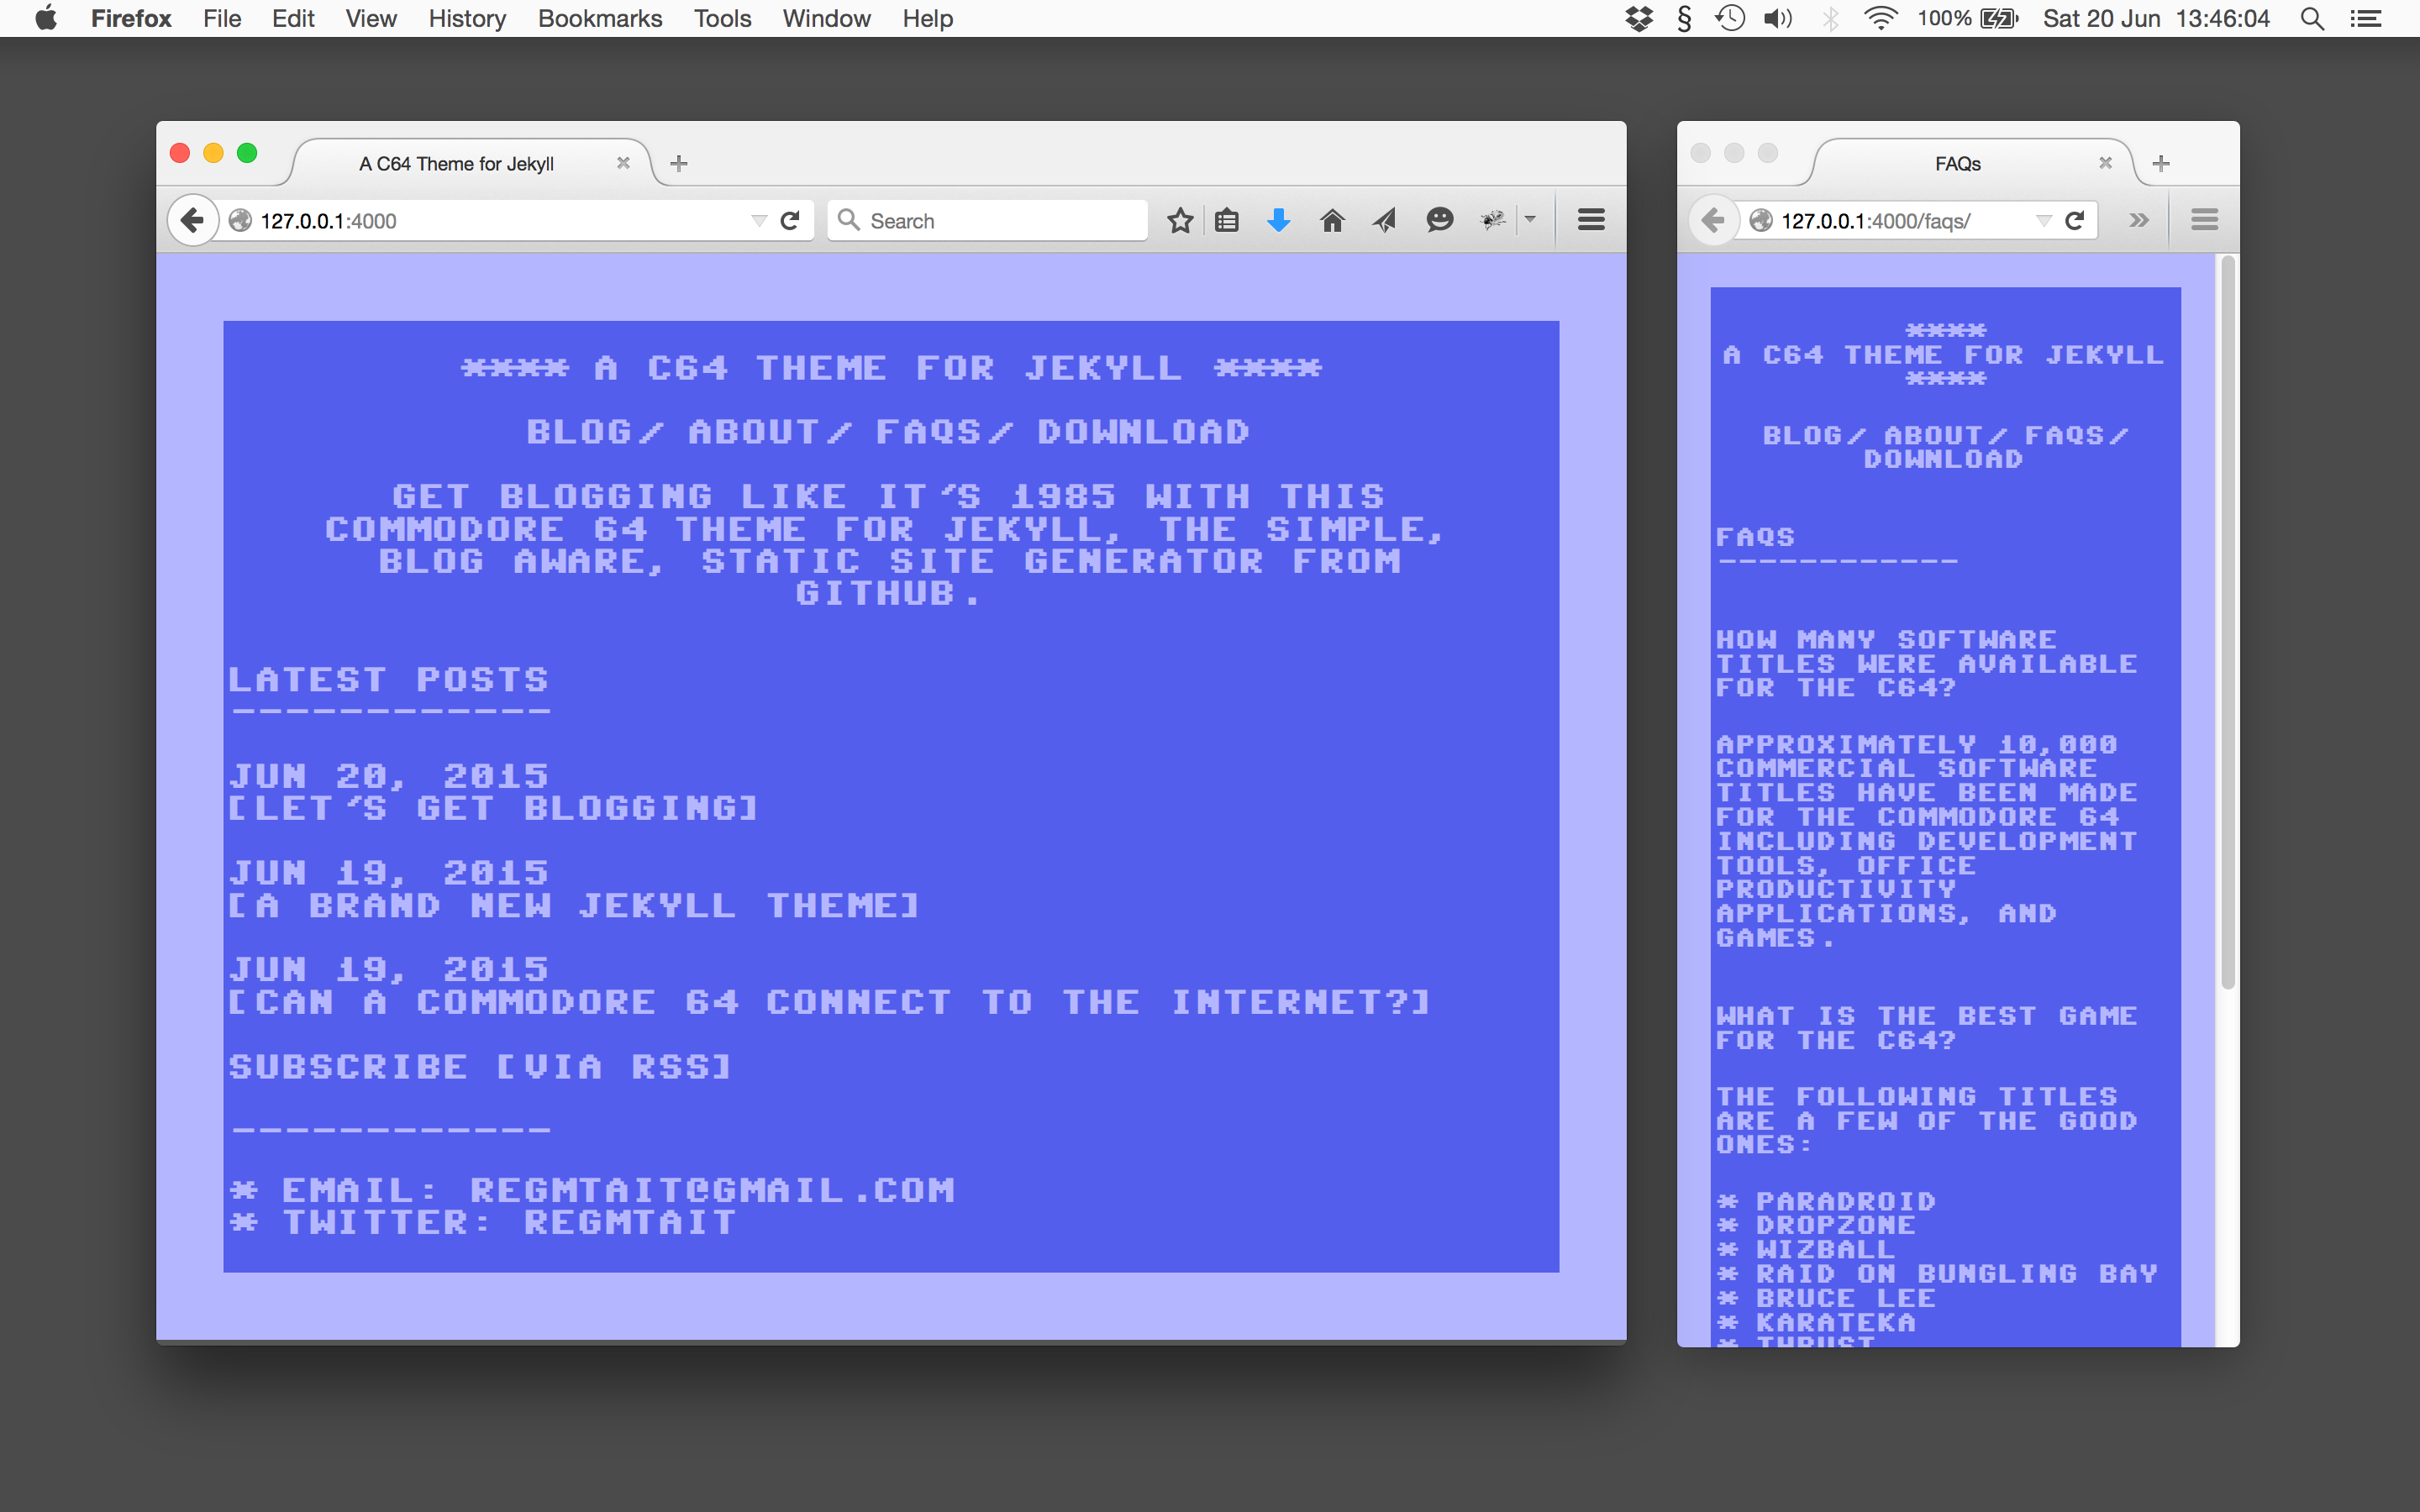 Firefox File Edit View History Bookmarks Tools Window Help
§ 100% Sat 20 Jun 13:46:04
A C64 Theme for Jekyll
127.0.0.1:4000
Search
**** A C64 THEME FOR JEKYLL ****
BLOG/ ABOUT/ FAQS/ DOWNLOAD
GET BLOGGING LIKE IT'S 1985 WITH THIS
COMMODORE 64 THEME FOR JEKYLL, THE SIMPLE,
BLOG AWARE, STATIC SITE GENERATOR FROM
GITHUB.
LATEST POSTS
------------
JUN 20, 2015
[LET'S GET BLOGGING]
JUN 19, 2015
[A BRAND NEW JEKYLL THEME]
JUN 19, 2015
[CAN A COMMODORE 64 CONNECT TO THE INTERNET?]
SUBSCRIBE [VIA RSS]
------------
* EMAIL: REGMTAIT@GMAIL.COM
* TWITTER: REGMTAIT
FAQs
127.0.0.1:4000/faqs/
****
A C64 THEME FOR JEKYLL
****
BLOG/ ABOUT/ FAQS/
DOWNLOAD
FAQS
------------
HOW MANY SOFTWARE
TITLES WERE AVAILABLE
FOR THE C64?
APPROXIMATELY 10,000
COMMERCIAL SOFTWARE
TITLES HAVE BEEN MADE
FOR THE COMMODORE 64
INCLUDING DEVELOPMENT
TOOLS, OFFICE
PRODUCTIVITY
APPLICATIONS, AND
GAMES.
WHAT IS THE BEST GAME
FOR THE C64?
THE FOLLOWING TITLES
ARE A FEW OF THE GOOD
ONES:
* PARADROID
* DROPZONE
* WIZBALL
* RAID ON BUNGLING BAY
* BRUCE LEE
* KARATEKA
* THRUST